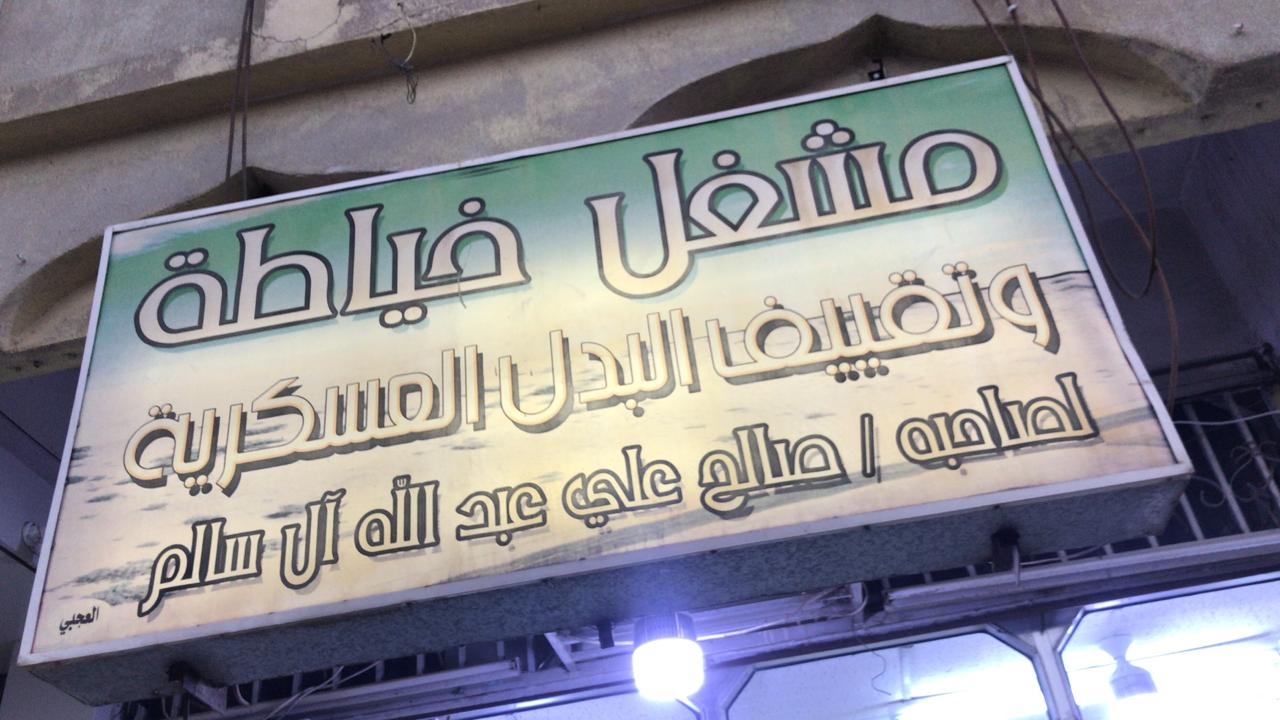 مشغل خياطة
وتقييف البدل العسكرية
لصاحبه / صالح علي عبد الله آل سالم
العجبي